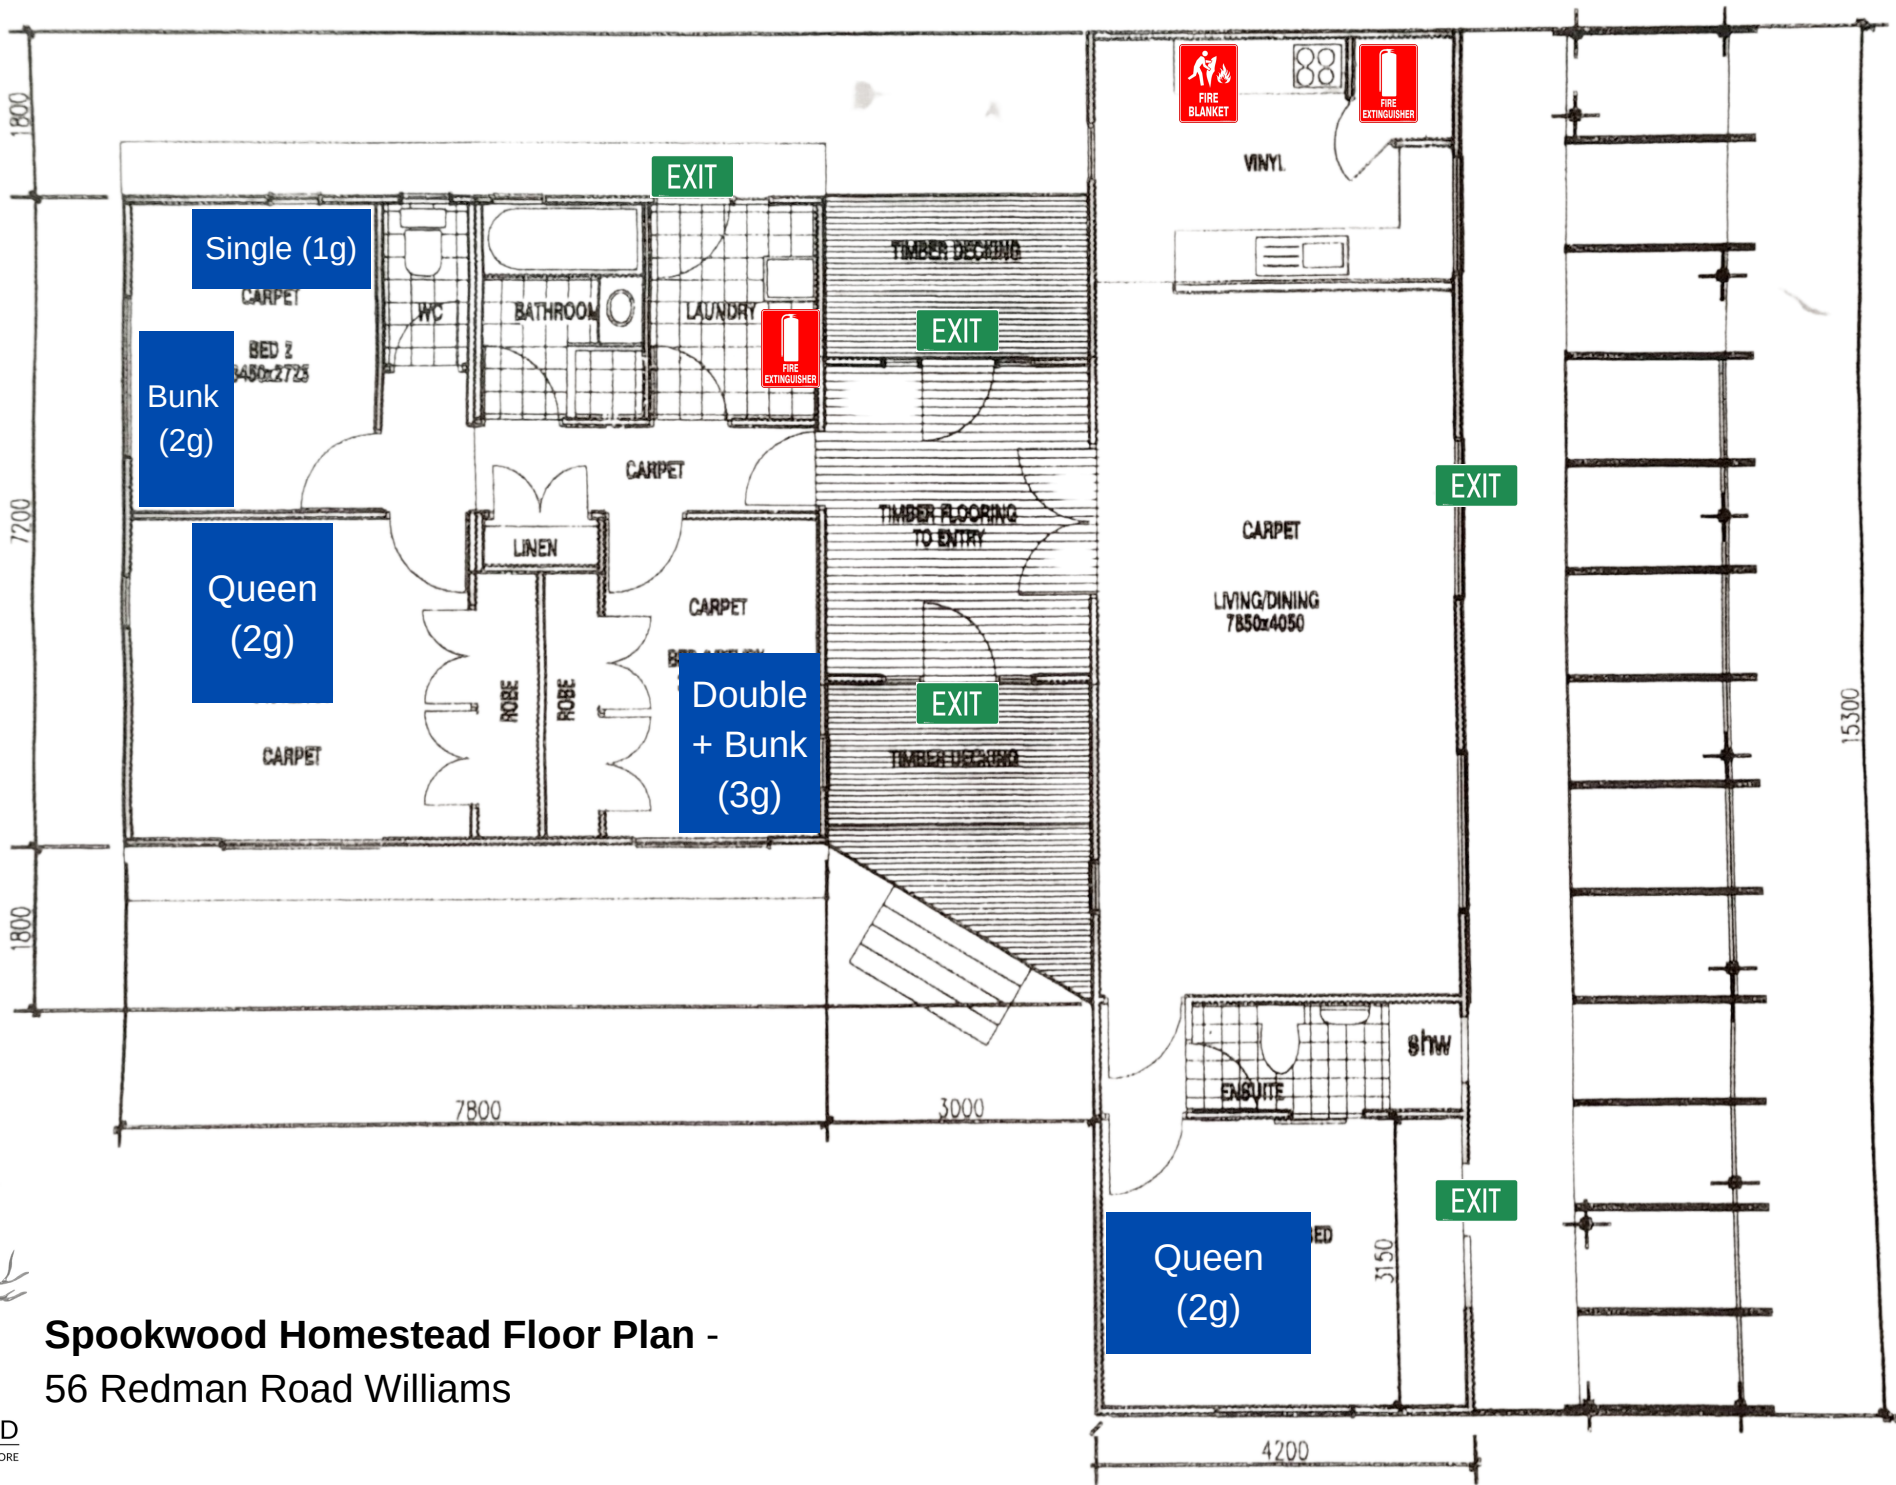 1800
7200
1800
15300
7800
3000
4200
3150
EXIT
Single (1g)
CARPET
BED 2
3450x2725
Bunk
(2g)
WC
BATHROOM
LAUNDRY
FIRE
EXTINGUISHER
TIMBER DECKING
EXIT
FIRE
BLANKET
FIRE
EXTINGUISHER
VINYL
CARPET
LINEN
TIMBER FLOORING
TO ENTRY
EXIT
CARPET
LIVING/DINING
7850x4050
Queen
(2g)
CARPET
ROBE
ROBE
CARPET
Double
+ Bunk
(3g)
EXIT
TIMBER DECKING
ENSUITE
shw
EXIT
Queen
(2g)
BED
Spookwood Homestead Floor Plan -
56 Redman Road Williams
D
ORE